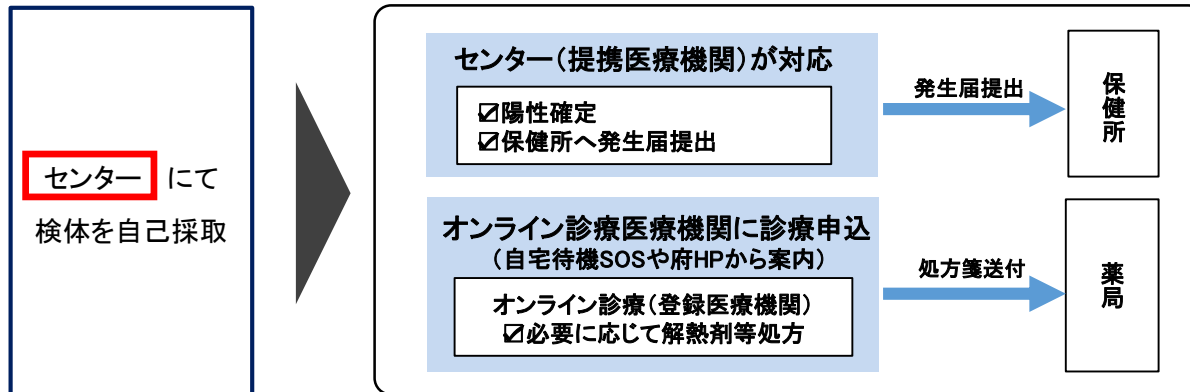 センター にて
検体を自己採取
センター(提携医療機関)が対応
☑陽性確定
☑保健所へ発生届提出
発生届提出
保健所
オンライン診療医療機関に診療申込
(自宅待機SOSや府HPから案内)
オンライン診療(登録医療機関)
☑必要に応じて解熱剤等処方
処方箋送付
薬局